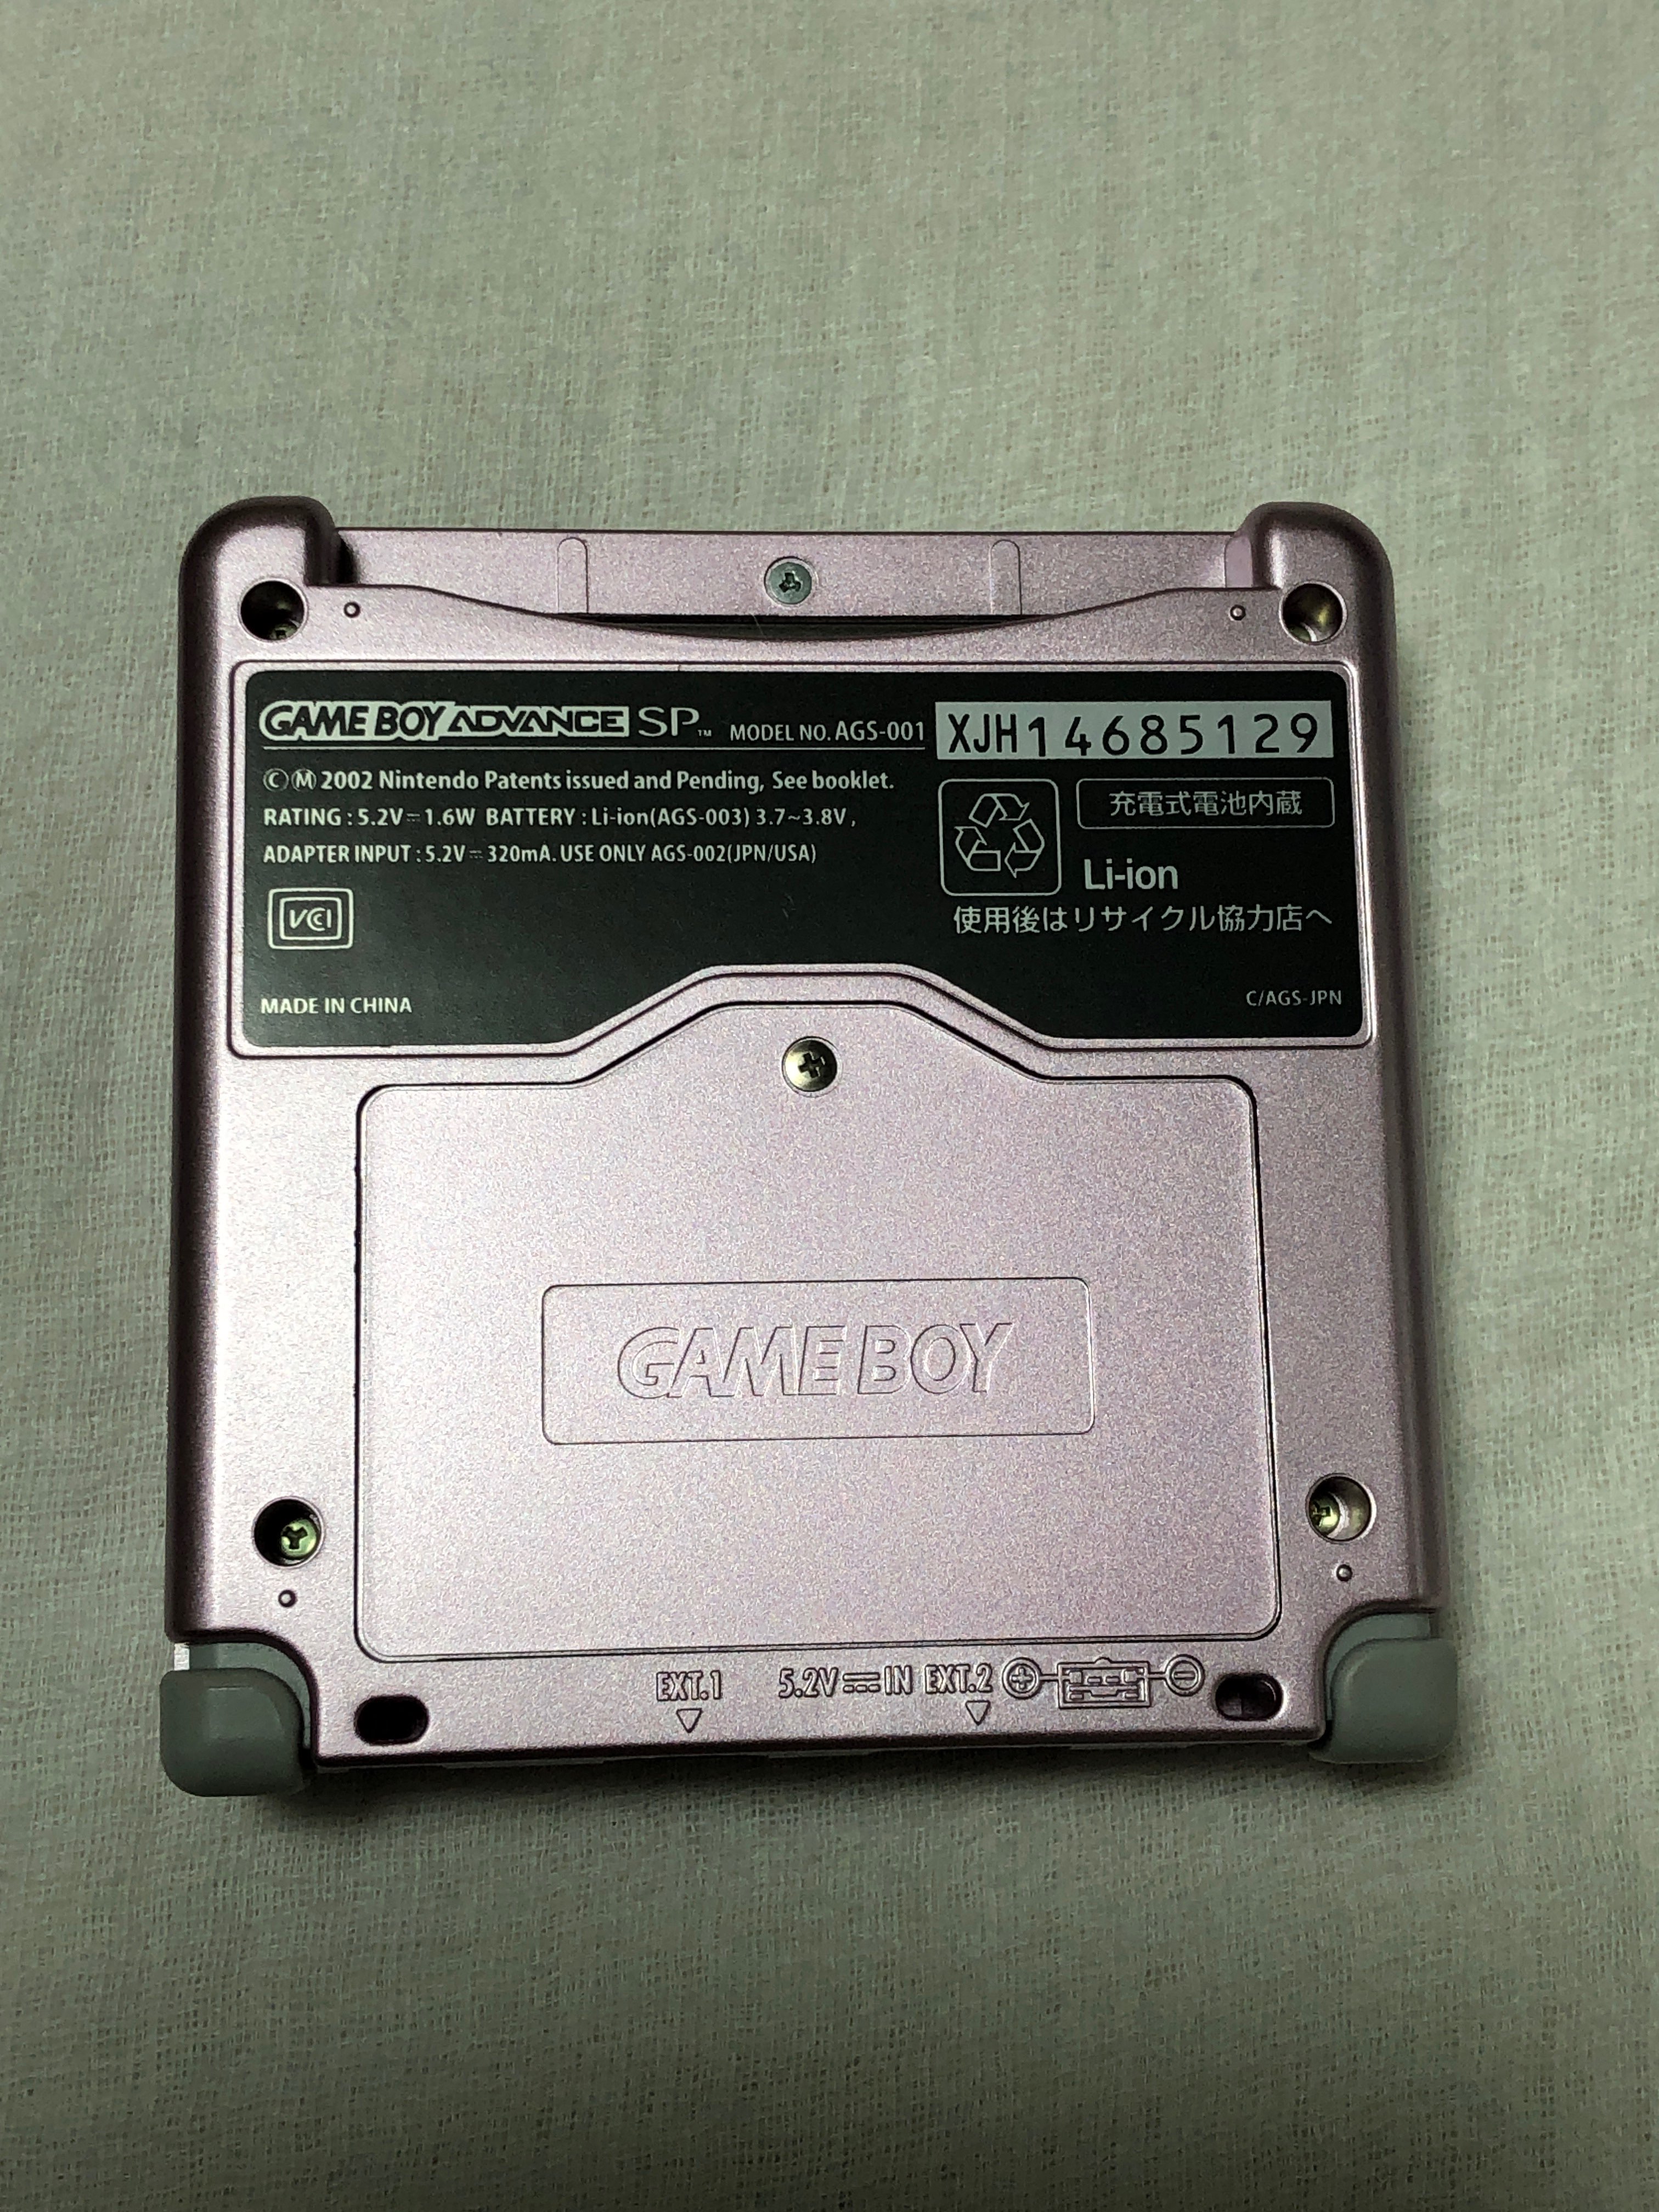 GAME BOY ADVANCE SP™ MODEL NO. AGS-001 XJH14685129
Ⓒ Ⓜ 2002 Nintendo Patents issued and Pending, See booklet.
RATING : 5.2V⎓1.6W BATTERY : Li-ion(AGS-003) 3.7~3.8V ,
ADAPTER INPUT : 5.2V⎓320mA. USE ONLY AGS-002(JPN/USA)
VCI
MADE IN CHINA
充電式電池内蔵
Li-ion
使用後はリサイクル協力店へ
C/AGS-JPN
GAME BOY
EXT.1 5.2V⎓IN EXT.2